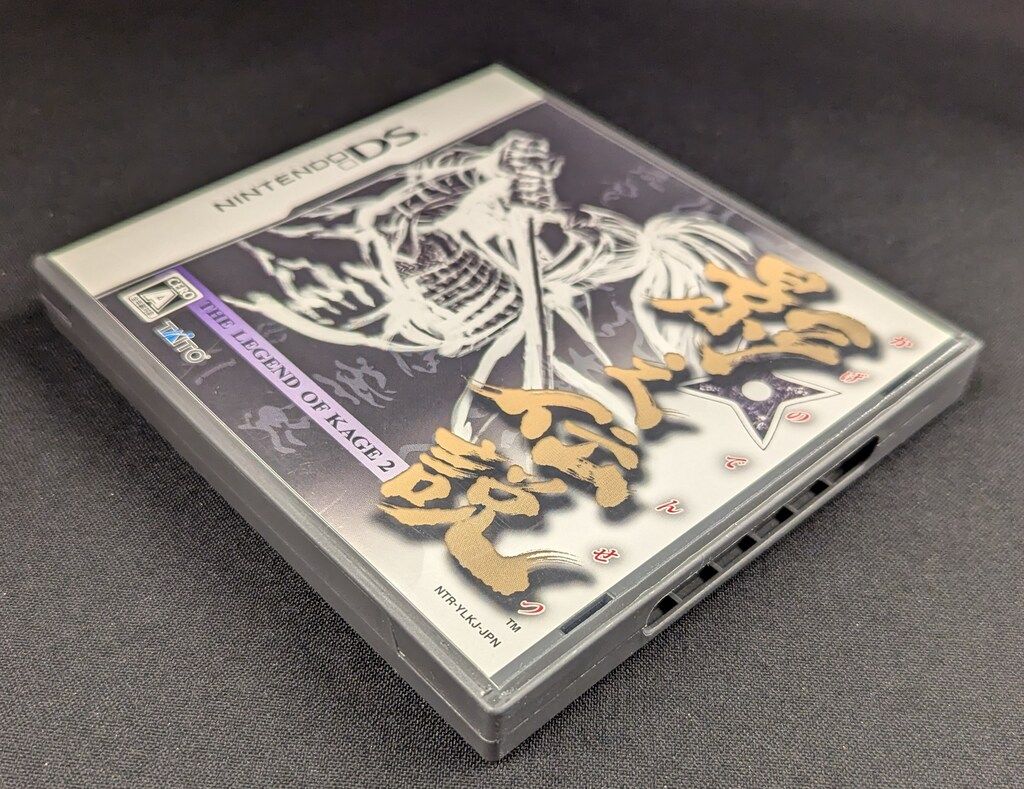 NINTENDO DS
CERO
A
TAITO
THE LEGEND OF KAGE 2
影之伝説
かげのでんせつ
TM
NTR-YLKJ-JPN